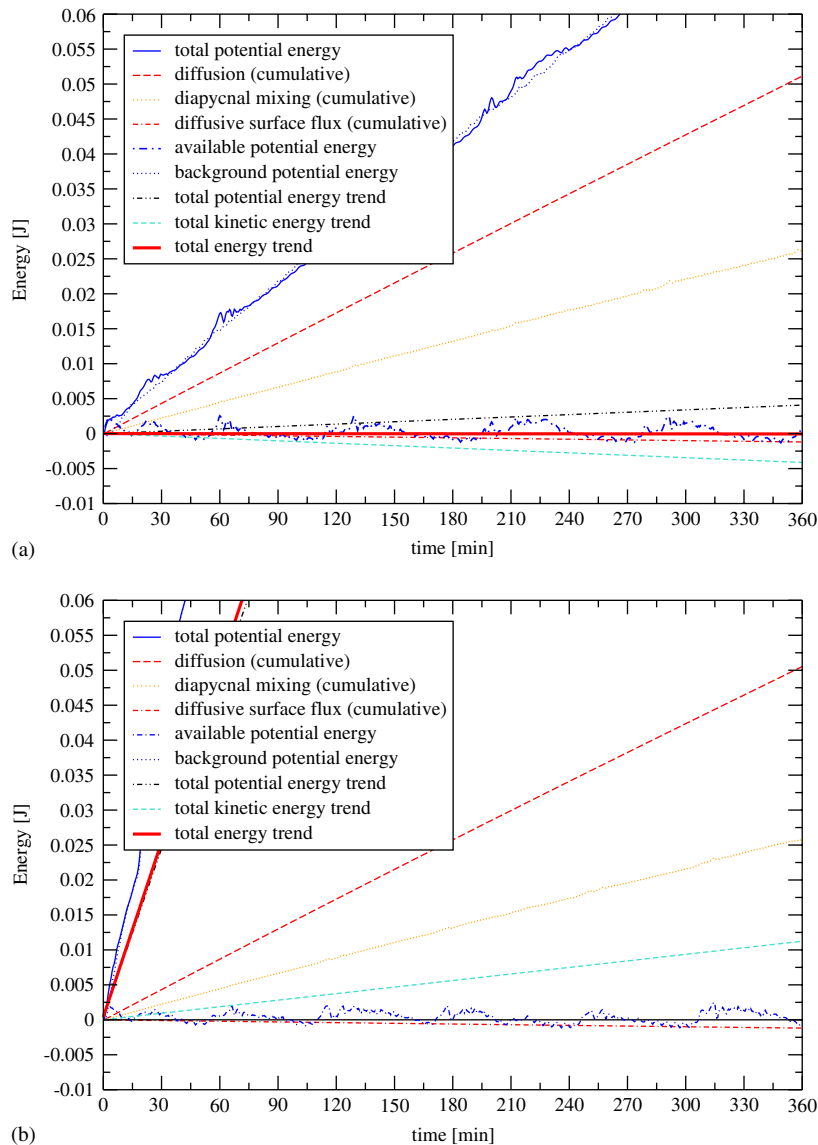 0.06
0.055
0.05
0.045
0.04
0.035
0.03
0.025
0.02
0.015
0.01
0.005
0
-0.005
-0.01
Energy [J]
total potential energy
diffusion (cumulative)
diapycnal mixing (cumulative)
diffusive surface flux (cumulative)
available potential energy
background potential energy
total potential energy trend
total kinetic energy trend
total energy trend
0 30 60 90 120 150 180 210 240 270 300 330 360
time [min]
(a)
0.06
0.055
0.05
0.045
0.04
0.035
0.03
0.025
0.02
0.015
0.01
0.005
0
-0.005
-0.01
Energy [J]
total potential energy
diffusion (cumulative)
diapycnal mixing (cumulative)
diffusive surface flux (cumulative)
available potential energy
background potential energy
total potential energy trend
total kinetic energy trend
total energy trend
0 30 60 90 120 150 180 210 240 270 300 330 360
time [min]
(b)